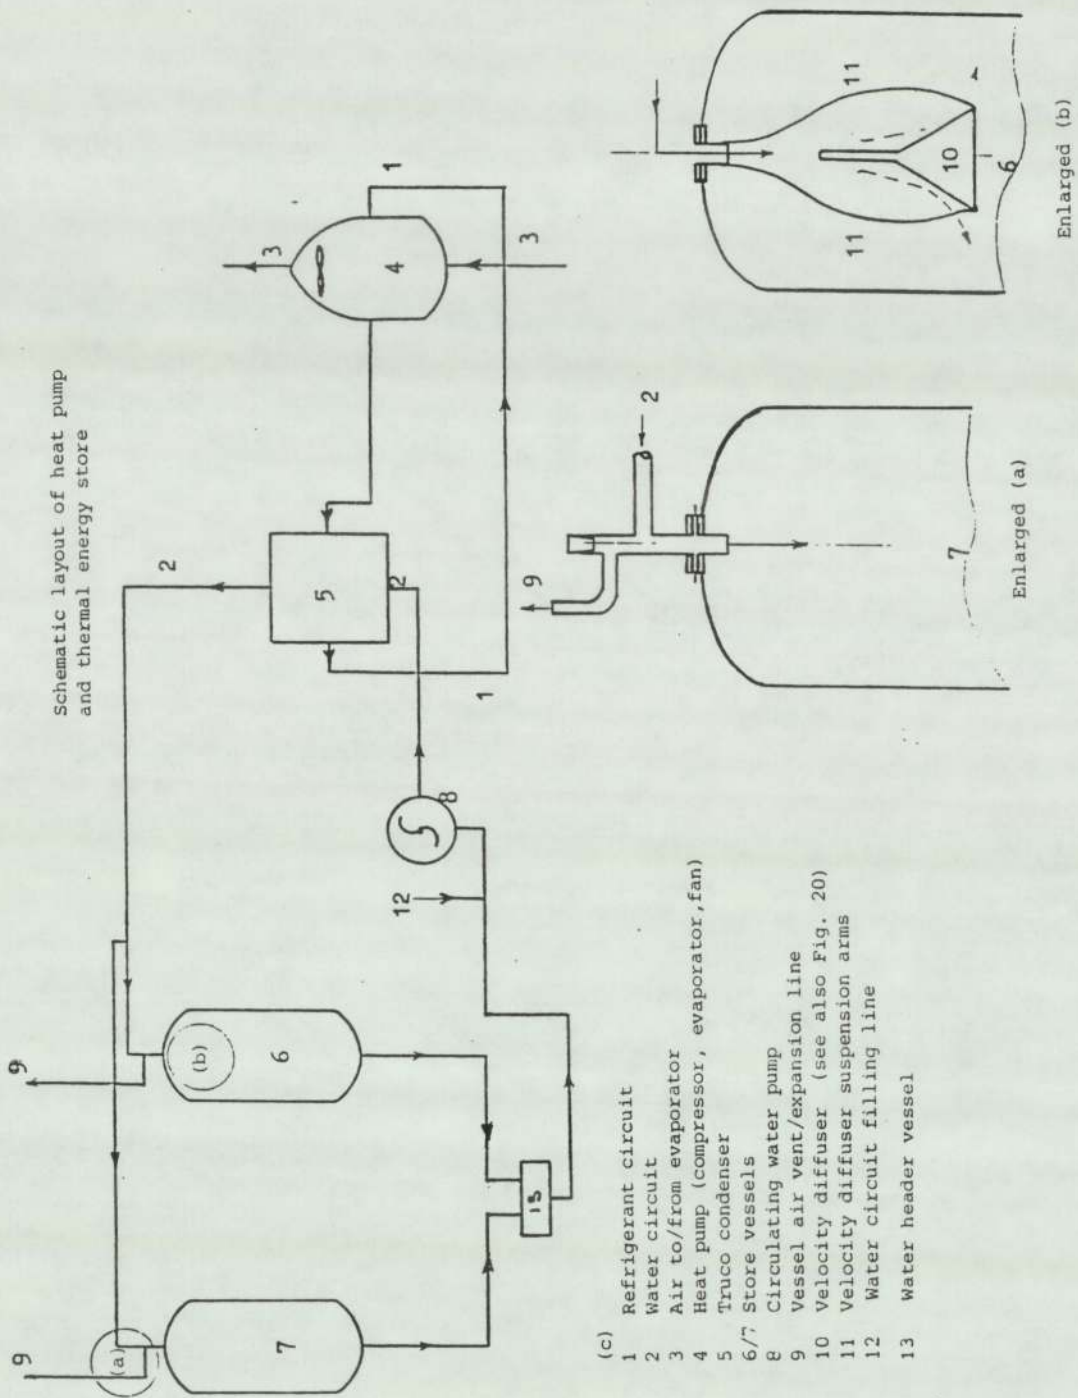 Schematic layout of heat pump
and thermal energy store
9
9
(a)
(b)
7
6
13
12
8
2
2
5
1
1
3
3
4
(c)
1 Refrigerant circuit
2 Water circuit
3 Air to/from evaporator
4 Heat pump (compressor, evaporator,fan)
5 Truco condenser
6/7 Store vessels
8 Circulating water pump
9 Vessel air vent/expansion line
10 Velocity diffuser (see also Fig. 20)
11 Velocity diffuser suspension arms
12 Water circuit filling line
13 Water header vessel
9
2
7
Enlarged (a)
11
11
10
6
Enlarged (b)